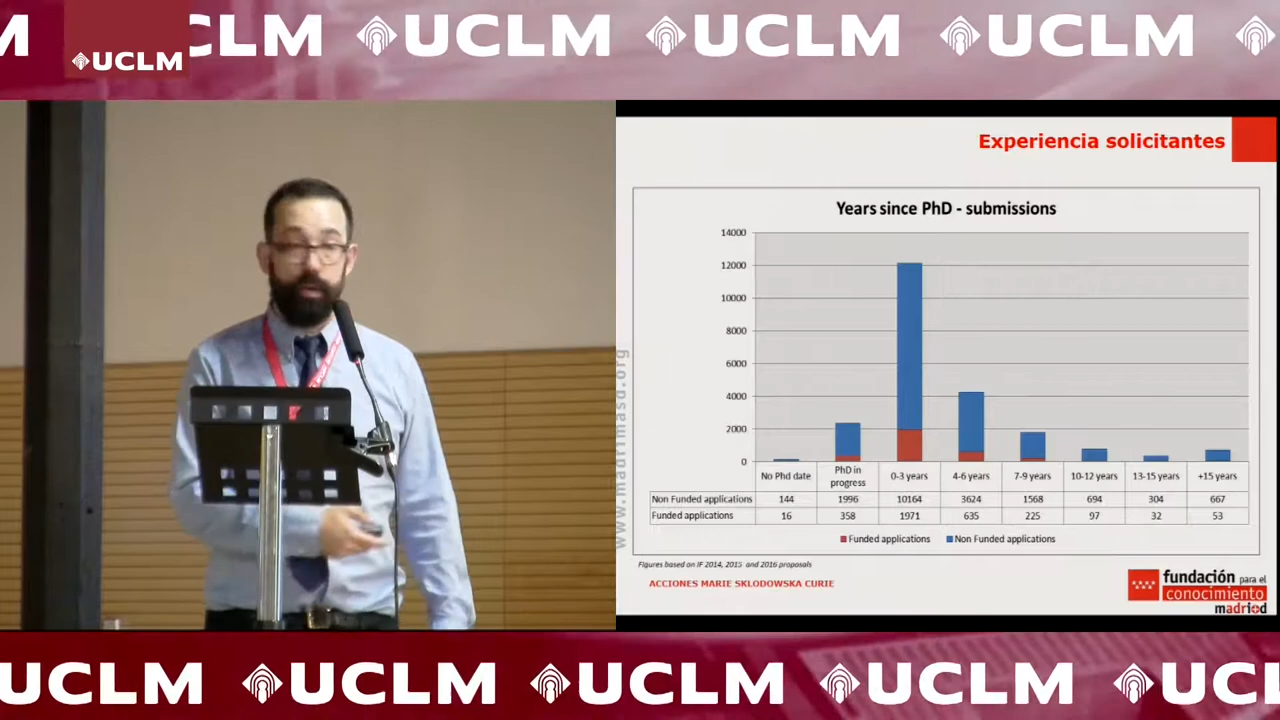 M UCLM UCLM UCLM UCLM
UCLM
Experiencia solicitantes
Years since PhD - submissions
14000
12000
10000
8000
6000
4000
2000
0
No Phd date PhD in progress 0-3 years 4-6 years 7-9 years 10-12 years 13-15 years +15 years
Non Funded applications 144 1996 10164 3624 1568 694 304 667
Funded applications 16 358 1971 635 225 97 32 53
Funded applications Non Funded applications
Figures based on IF 2014, 2015 and 2016 proposals
ACCIONES MARIE SKLODOWSKA CURIE
www.madrimasd.org
fundación para el
conocimiento
madri+d
UCLM UCLM UCLM UCLM UCL